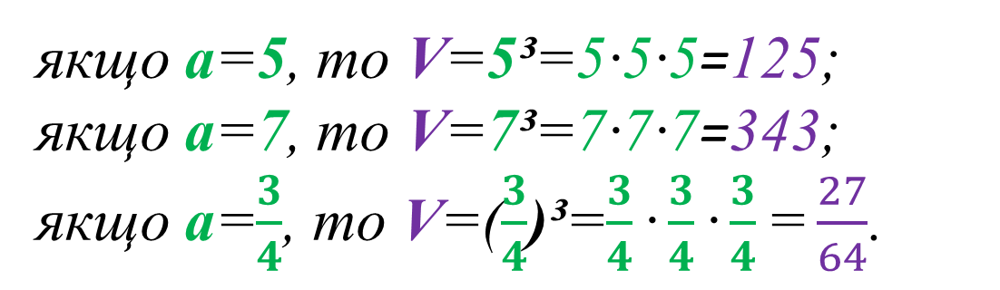 якщо a=5, то V=5³=5·5·5=125;
якщо a=7, то V=7³=7·7·7=343;
якщо a=3/4, то V=(3/4)³=3/4 · 3/4 · 3/4 = 27/64.